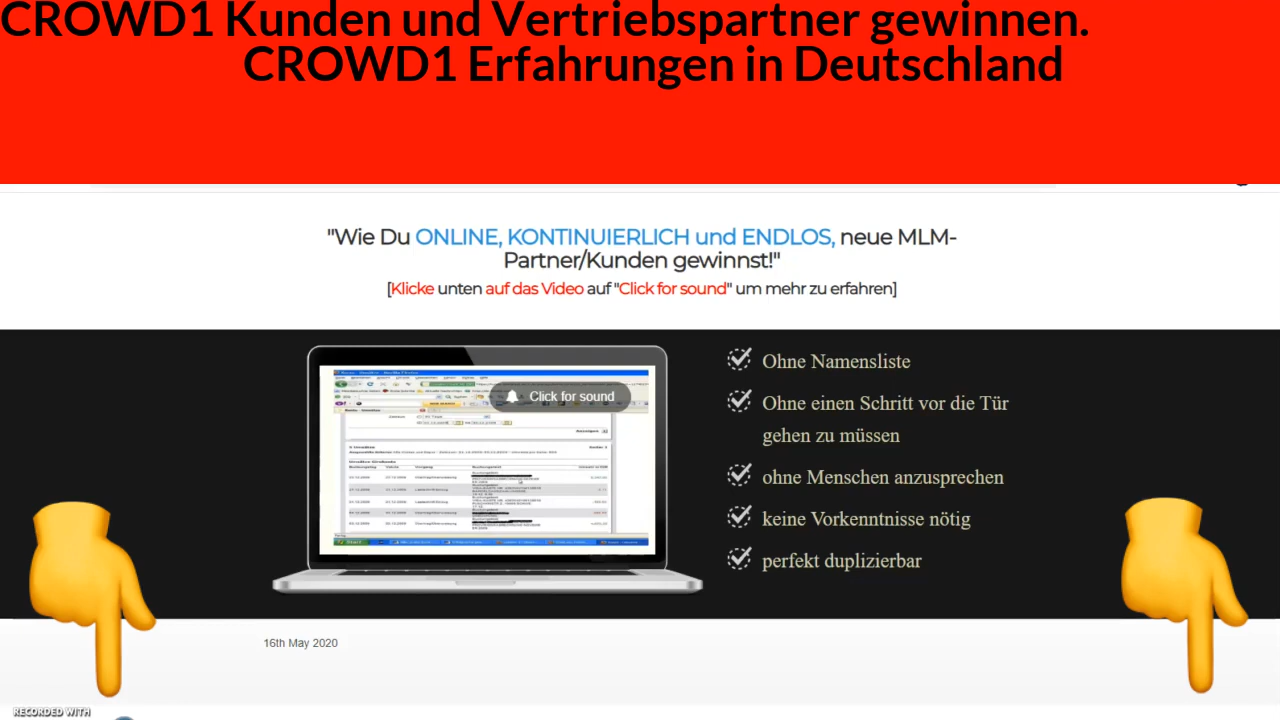 CROWD1 Kunden und Vertriebspartner gewinnen.
CROWD1 Erfahrungen in Deutschland
"Wie Du ONLINE, KONTINUIERLICH und ENDLOS, neue MLM-
Partner/Kunden gewinnst!"
[Klicke unten auf das Video auf "Click for sound" um mehr zu erfahren]
Click for sound
Ohne Namensliste
Ohne einen Schritt vor die Tür
gehen zu müssen
ohne Menschen anzusprechen
keine Vorkenntnisse nötig
perfekt duplizierbar
16th May 2020
RECORDED WITH